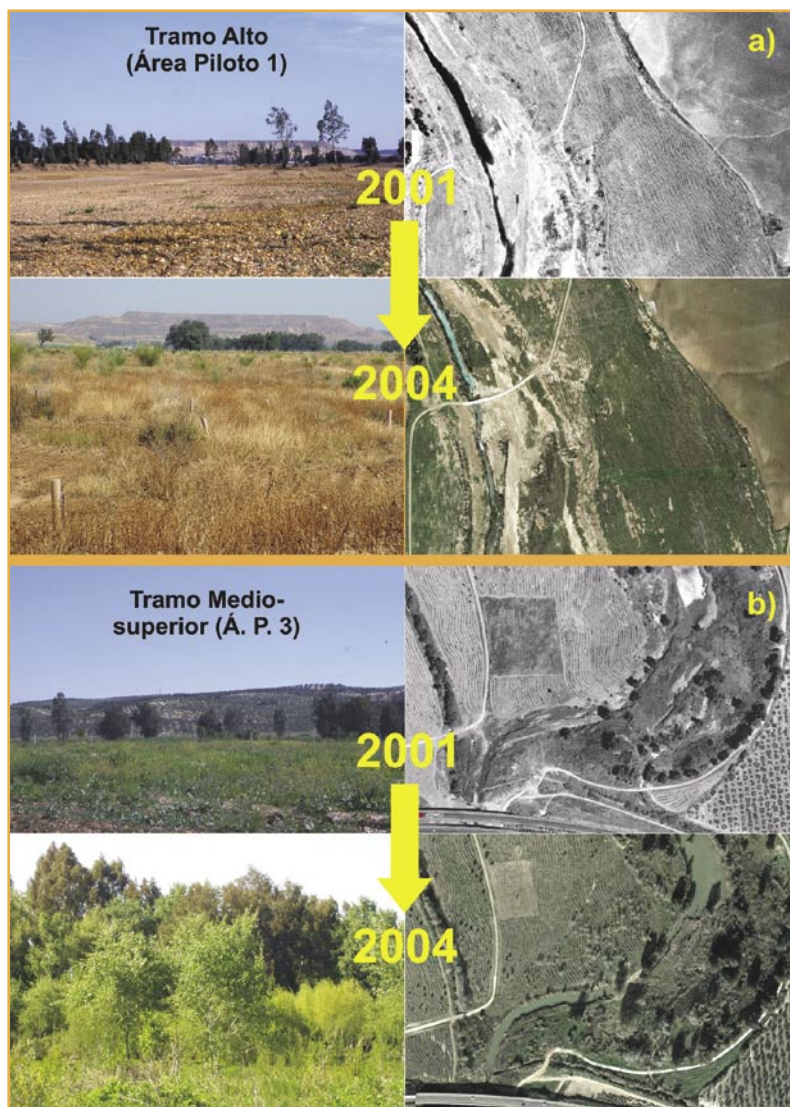 Tramo Alto
(Área Piloto 1)
a)
2001
2004
Tramo Medio-
superior (Á. P. 3)
b)
2001
2004